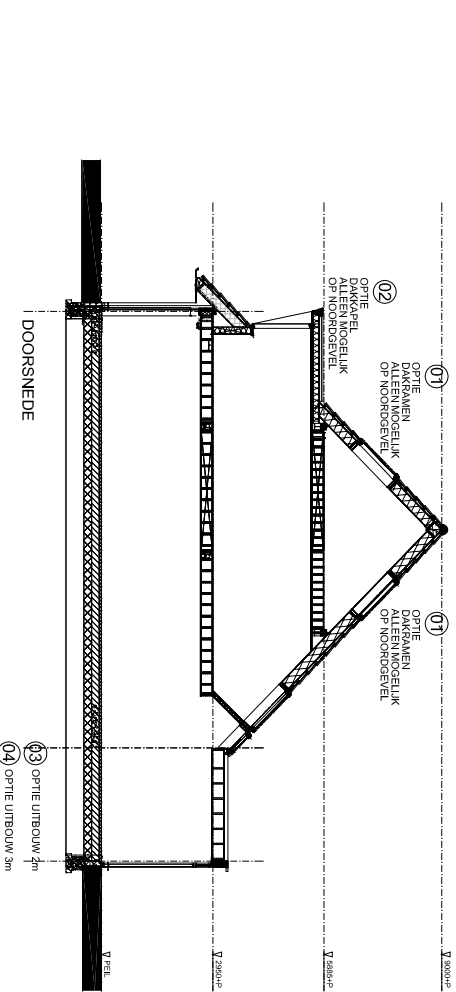 01
OPTIE
DAKRAMEN
ALLEEN MOGELIJK
OP NOORDGEVEL
01
OPTIE
DAKRAMEN
ALLEEN MOGELIJK
OP NOORDGEVEL
02
OPTIE
DAKKAPEL
ALLEEN MOGELIJK
OP NOORDGEVEL
9000+P
5885+P
2950+P
PEIL
DOORSNEDE
03 OPTIE UITBOUW 2m
04 OPTIE UITBOUW 3m